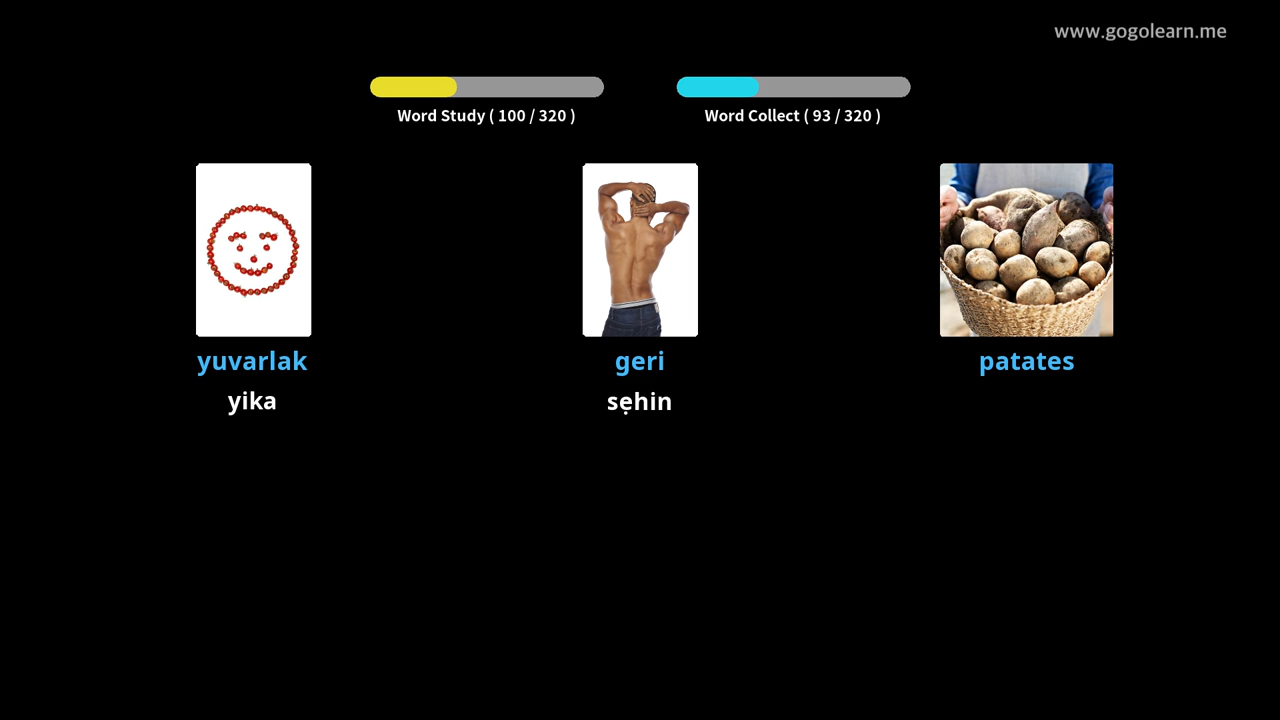 www.gogolearn.me
Word Study ( 100 / 320 )
Word Collect ( 93 / 320 )
yuvarlak
yika
geri
sẹhin
patates